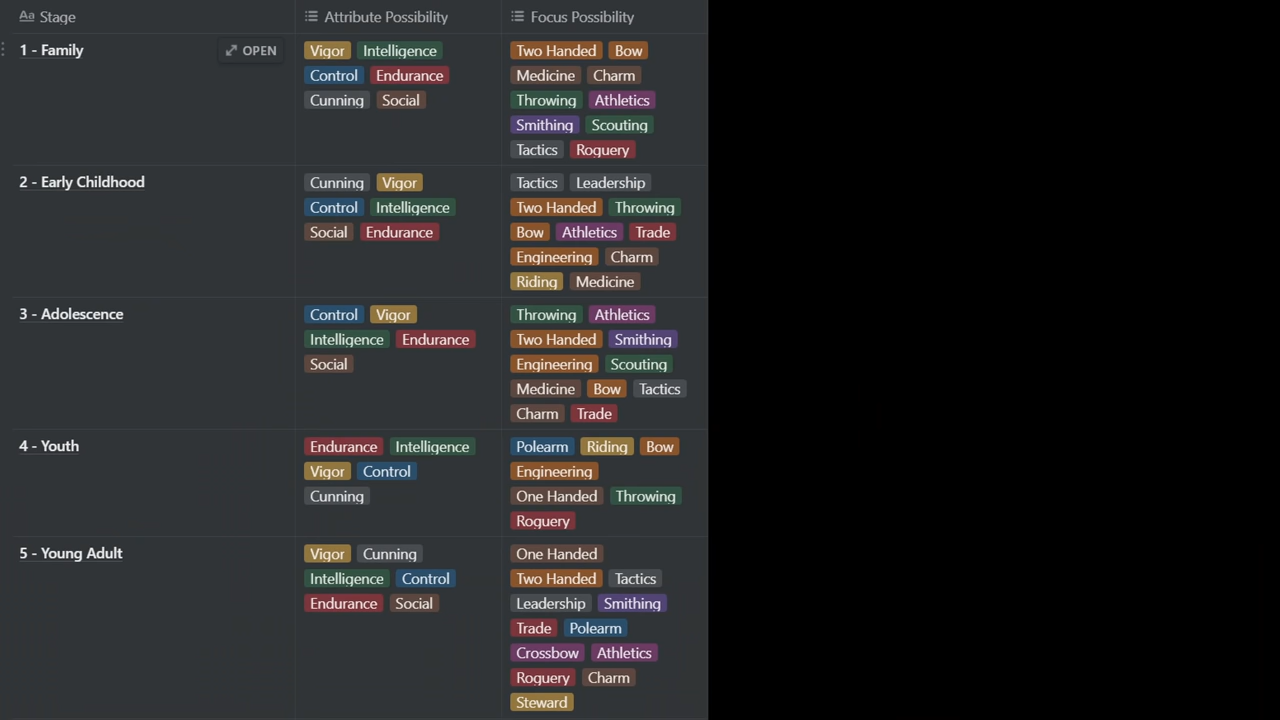 Aa Stage Attribute Possibility Focus Possibility
1 - Family OPEN Vigor Intelligence Two Handed Bow
Control Endurance Medicine Charm
Cunning Social Throwing Athletics
Smithing Scouting
Tactics Roguery
2 - Early Childhood Cunning Vigor Tactics Leadership
Control Intelligence Two Handed Throwing
Social Endurance Bow Athletics Trade
Engineering Charm
Riding Medicine
3 - Adolescence Control Vigor Throwing Athletics
Intelligence Endurance Two Handed Smithing
Social Engineering Scouting
Medicine Bow Tactics
Charm Trade
4 - Youth Endurance Intelligence Polearm Riding Bow
Vigor Control Engineering
Cunning One Handed Throwing
Roguery
5 - Young Adult Vigor Cunning One Handed
Intelligence Control Two Handed Tactics
Endurance Social Leadership Smithing
Trade Polearm
Crossbow Athletics
Roguery Charm
Steward